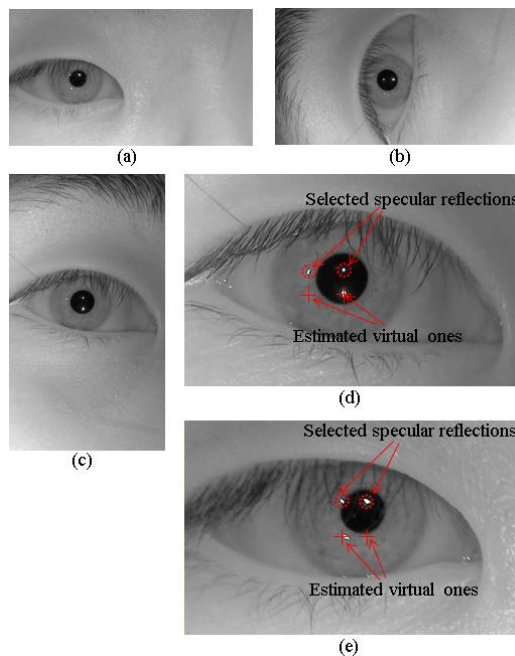 (a)
(b)
Selected specular reflections
Estimated virtual ones
(c)
(d)
Selected specular reflections
Estimated virtual ones
(e)